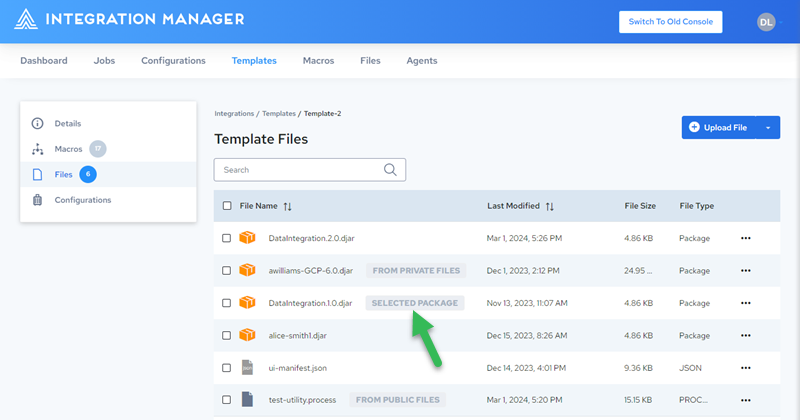 INTEGRATION MANAGER
Switch To Old Console
DL
Dashboard Jobs Configurations Templates Macros Files Agents
Details
Macros 17
Files 6
Configurations
Integrations / Templates / Template-2
Template Files
Upload File
Search
File Name Last Modified File Size File Type
DataIntegration.2.0.djar Mar 1, 2024, 5:26 PM 4.86 KB Package
awilliams-GCP-6.0.djar FROM PRIVATE FILES Dec 1, 2023, 2:12 PM 24.95 ... Package
DataIntegration.1.0.djar SELECTED PACKAGE Nov 13, 2023, 11:07 AM 4.86 KB Package
alice-smith1.djar Dec 15, 2023, 8:26 AM 4.86 KB Package
ui-manifest.json Dec 14, 2023, 4:01 PM 9.36 KB JSON
test-utility.process FROM PUBLIC FILES Mar 1, 2024, 5:20 PM 15.15 KB PROC...